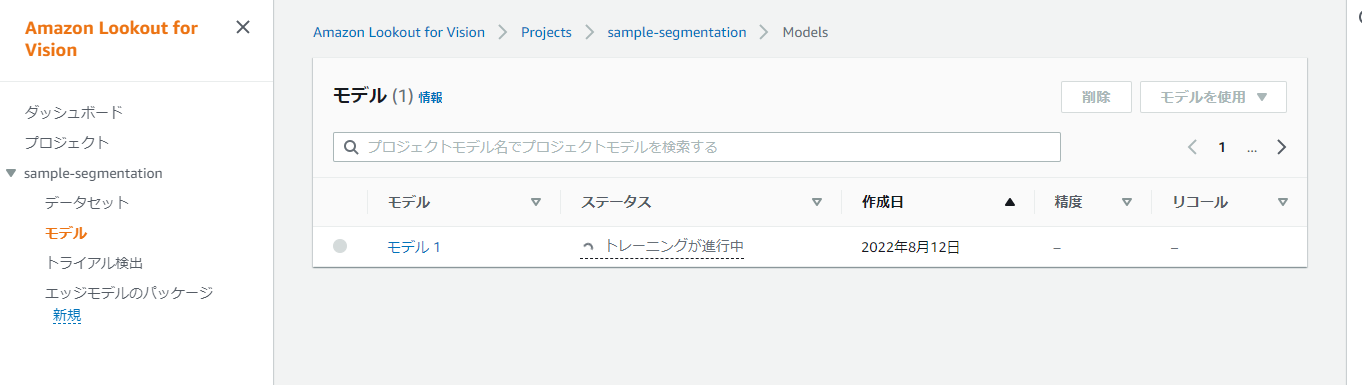 Amazon Lookout for
Vision
ダッシュボード
プロジェクト
sample-segmentation
データセット
モデル
トライアル検出
エッジモデルのパッケージ
新規
Amazon Lookout for Vision > Projects > sample-segmentation > Models
モデル (1) 情報
削除
モデルを使用
プロジェクトモデル名でプロジェクトモデルを検索する
1 ...
モデル ステータス 作成日 精度 リコール
モデル 1 トレーニングが進行中 2022年8月12日 – –